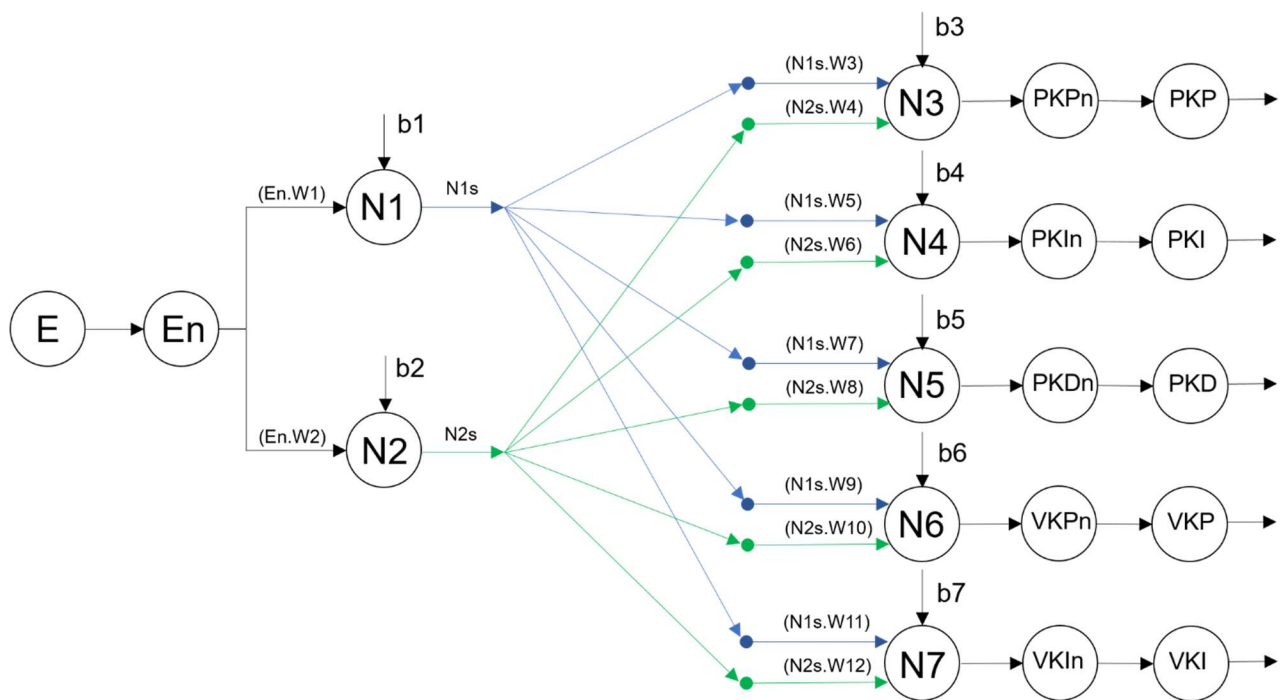 b3
(N1s.W3)
N3
PKPn
PKP
(N2s.W4)
b1
b4
(En.W1)
N1
N1s
(N1s.W5)
N4
PKIn
PKI
(N2s.W6)
E
En
b5
(N1s.W7)
N5
PKDn
PKD
(N2s.W8)
b2
(En.W2)
N2
N2s
b6
(N1s.W9)
N6
VKPn
VKP
(N2s.W10)
b7
(N1s.W11)
N7
VKIn
VKI
(N2s.W12)